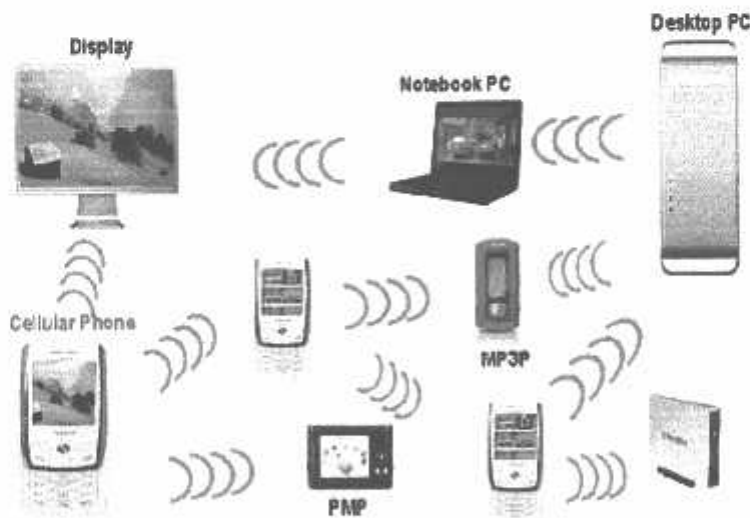 Desktop PC
Display
Notebook PC
Cellular Phone
MP3P
PMP